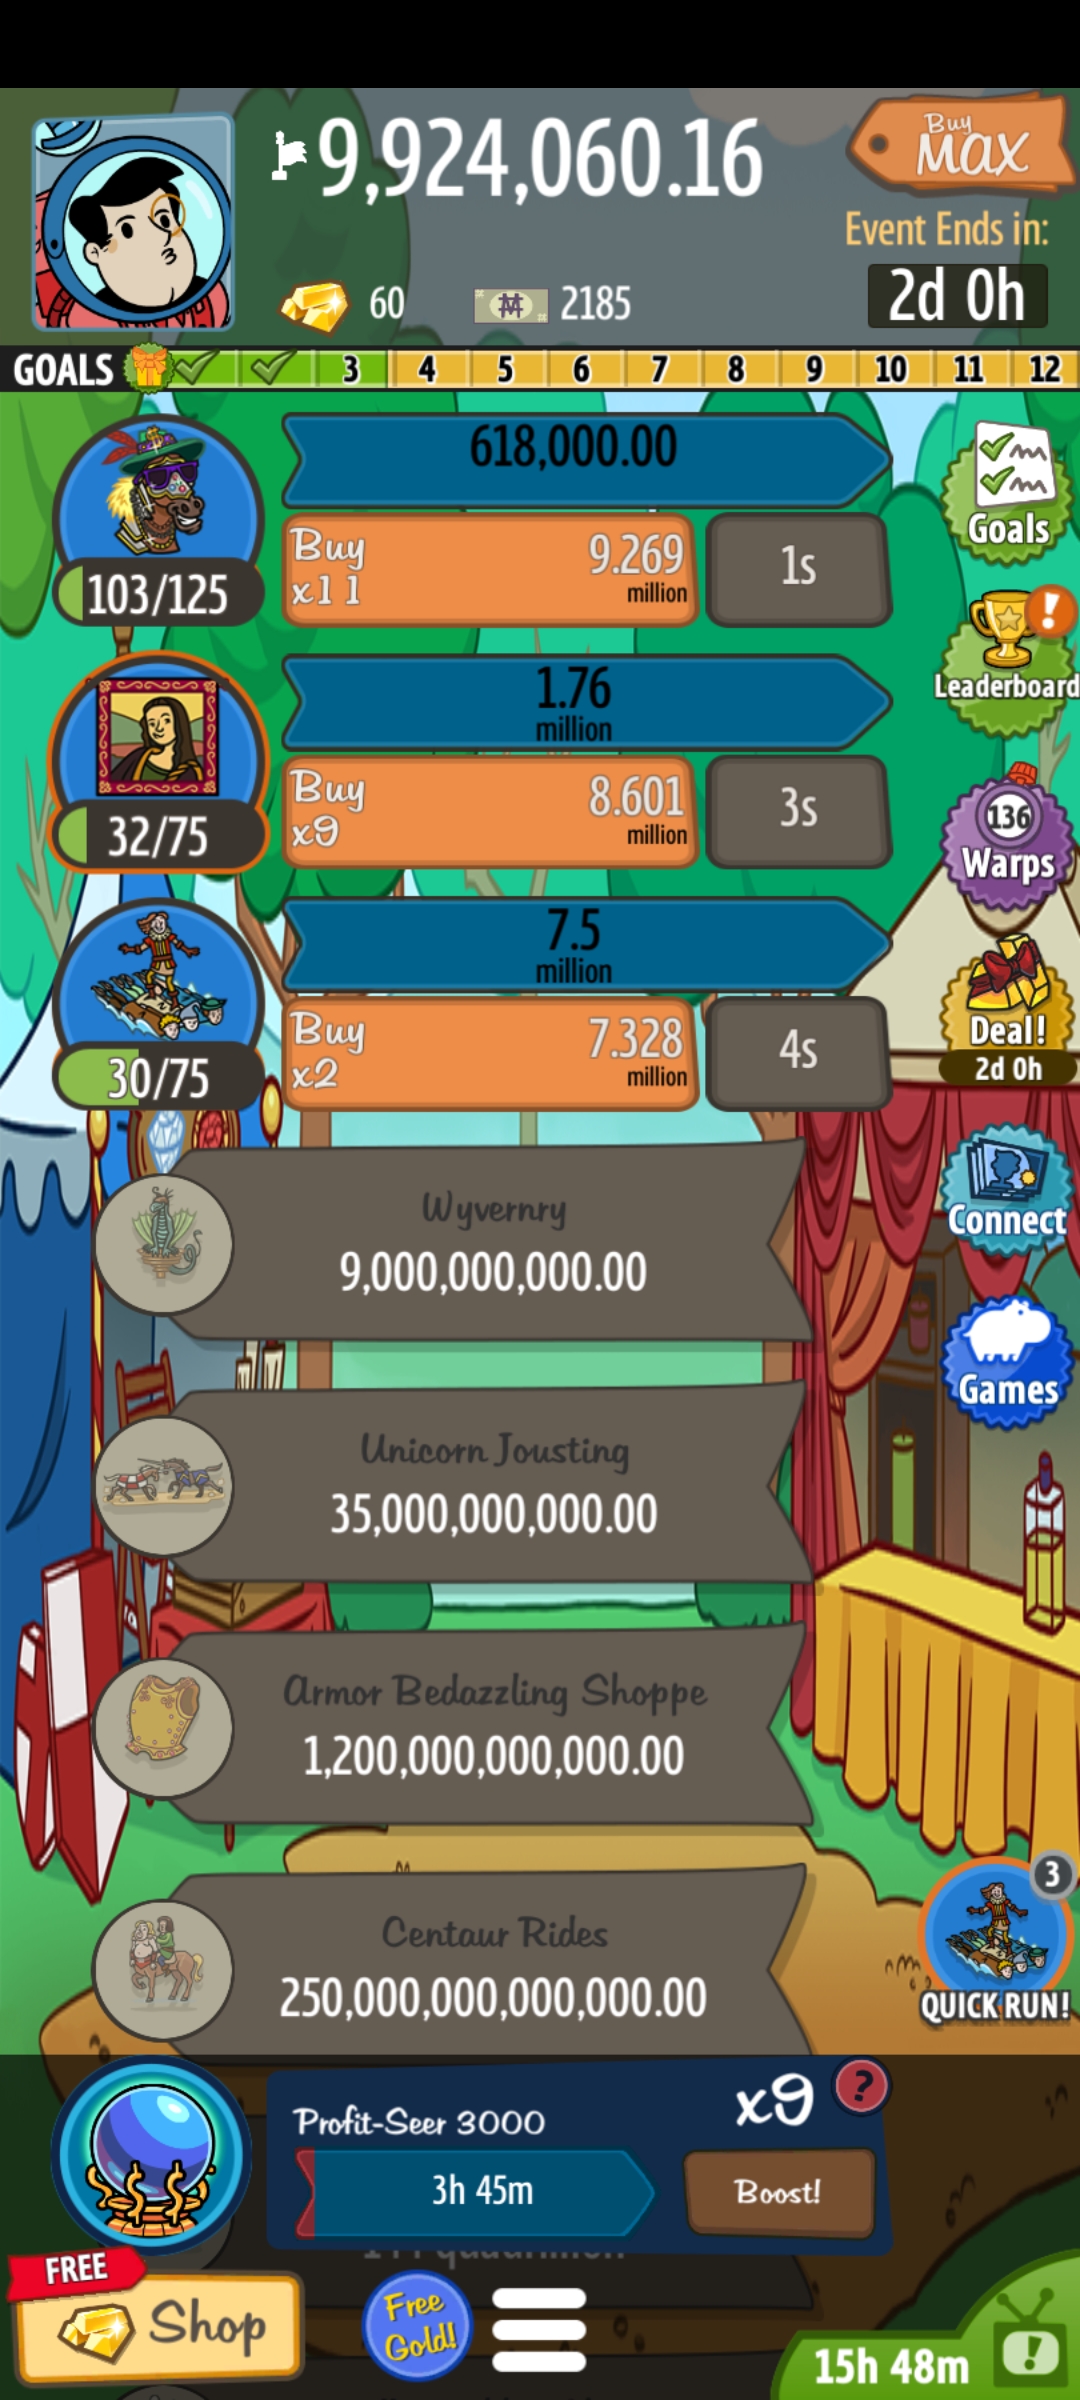 9,924,060.16
Buy
MAX
Event Ends in:
2d 0h
60
2185
GOALS 3 4 5 6 7 8 9 10 11 12
618,000.00
Buy
x11
9.269
million
1s
103/125
Goals
1.76
million
Buy
x9
8.601
million
3s
32/75
!
Leaderboard
136
Warps
7.5
million
Buy
x2
7.328
million
4s
30/75
Deal!
2d 0h
Wyvernry
9,000,000,000.00
Connect
Unicorn Jousting
35,000,000,000.00
Games
Armor Bedazzling Shoppe
1,200,000,000,000.00
Centaur Rides
250,000,000,000,000.00
3
QUICK RUN!
Profit-Seer 3000
x9
?
3h 45m
Boost!
FREE
Shop
Free
Gold!
15h 48m
!